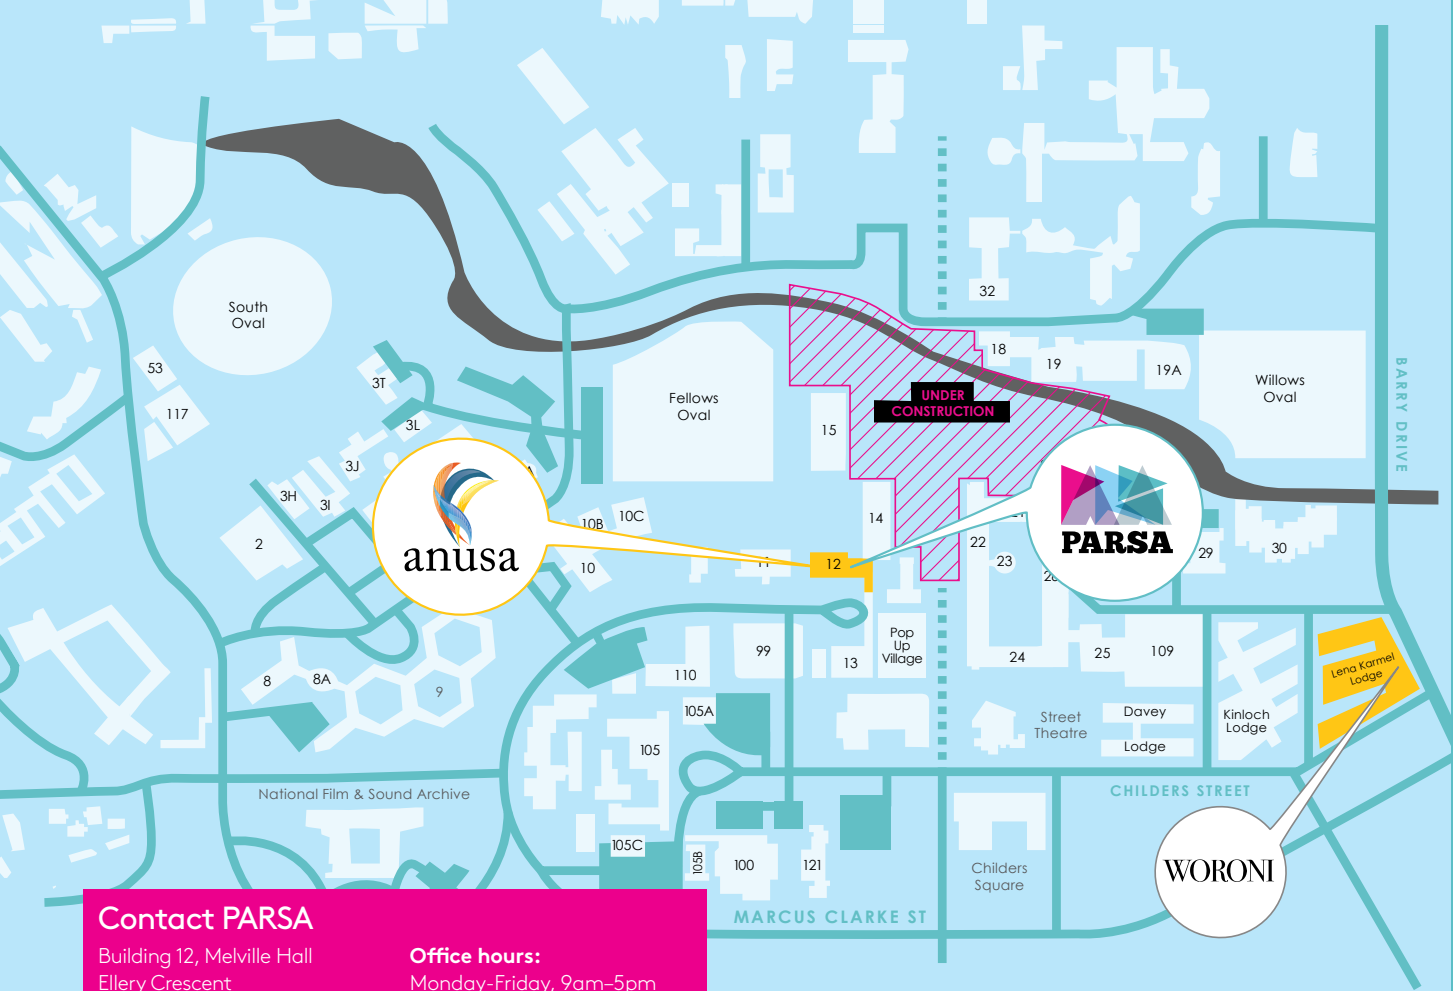 South
Oval
53
117
3T
3L
3J
3H
3I
2
anusa
10B
10C
10
11
12
Fellows
Oval
15
14
UNDER
CONSTRUCTION
32
18
19
19A
Willows
Oval
BARRY DRIVE
PARSA
22
23
29
30
8
8A
9
99
110
13
Pop
Up
Village
24
25
109
105A
105
Street
Theatre
Davey
Lodge
Kinloch
Lodge
Lena Karmel
Lodge
National Film & Sound Archive
CHILDERS STREET
105C
105B
100
121
Childers
Square
WORONI
MARCUS CLARKE ST
Contact PARSA
Building 12, Melville Hall
Ellery Crescent
Office hours:
Monday-Friday, 9am–5pm